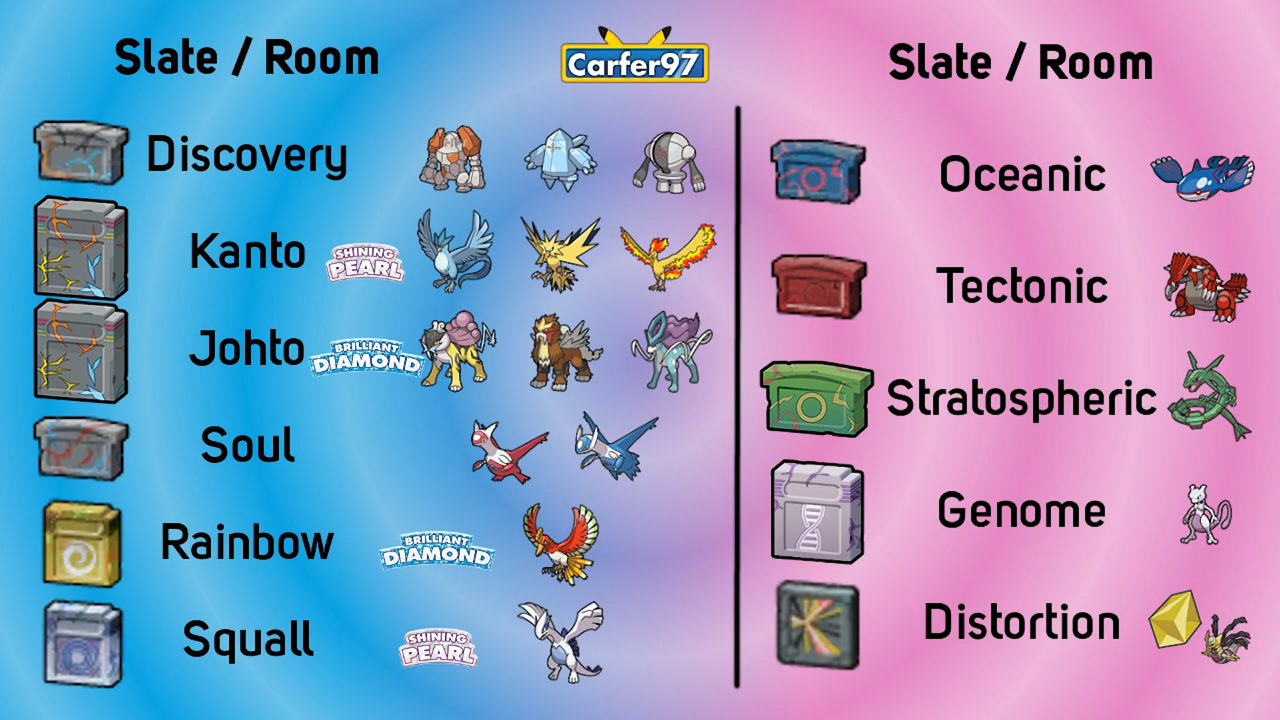 Slate / Room
Discovery
Kanto
SHINING
PEARL
Johto
BRILLIANT
DIAMOND
Soul
Rainbow
BRILLIANT
DIAMOND
Squall
SHINING
PEARL
Carfer97
Slate / Room
Oceanic
Tectonic
Stratospheric
Genome
Distortion